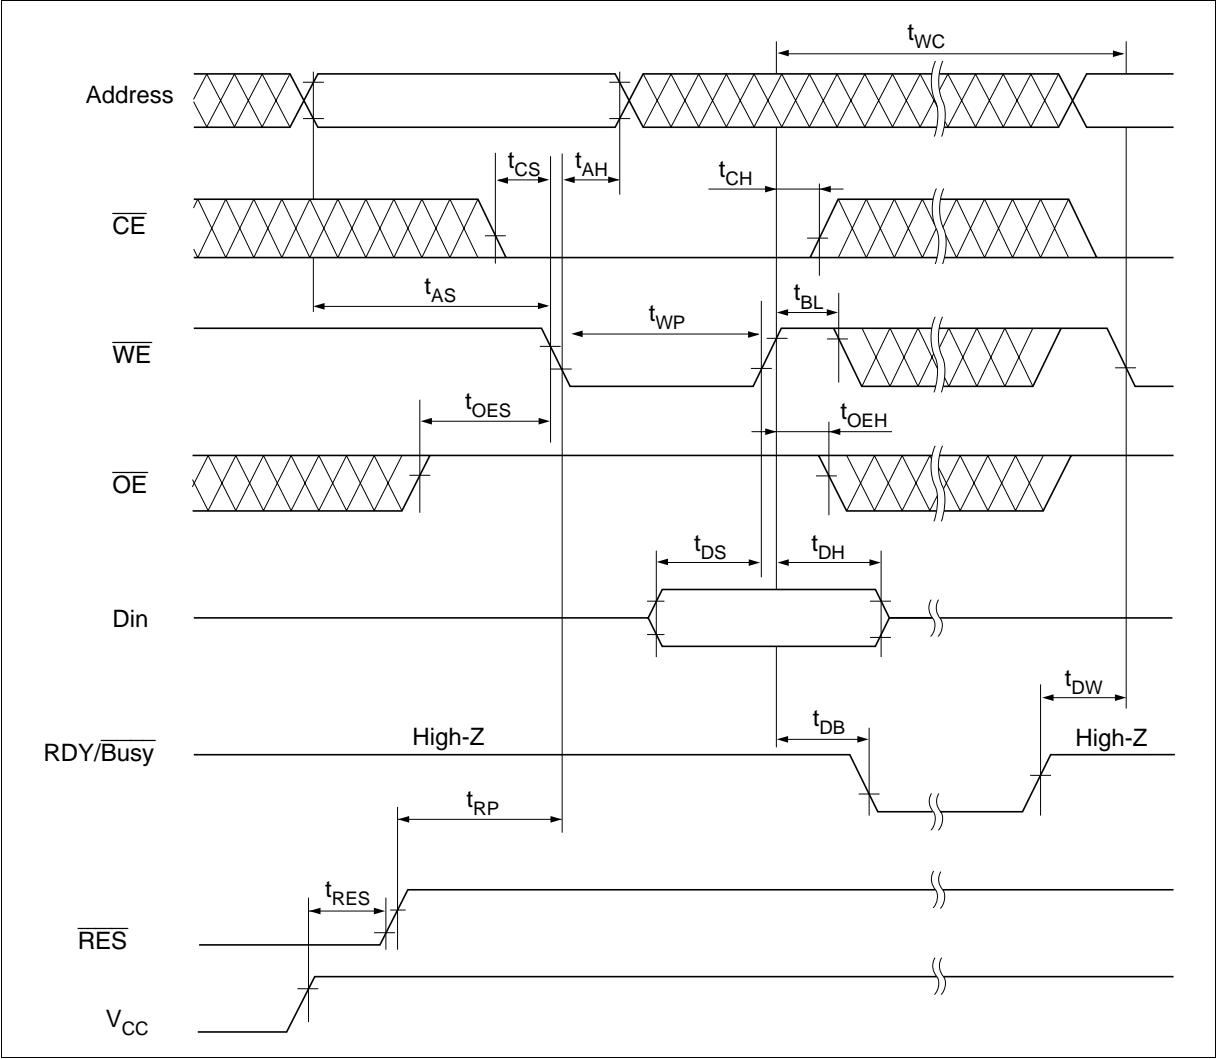 tWC
Address
tCS
tAH
tCH
CE
tAS
tBL
tWP
WE
tOES
tOEH
OE
tDS
tDH
Din
tDW
tDB
High-Z
High-Z
RDY/Busy
tRP
tRES
RES
VCC